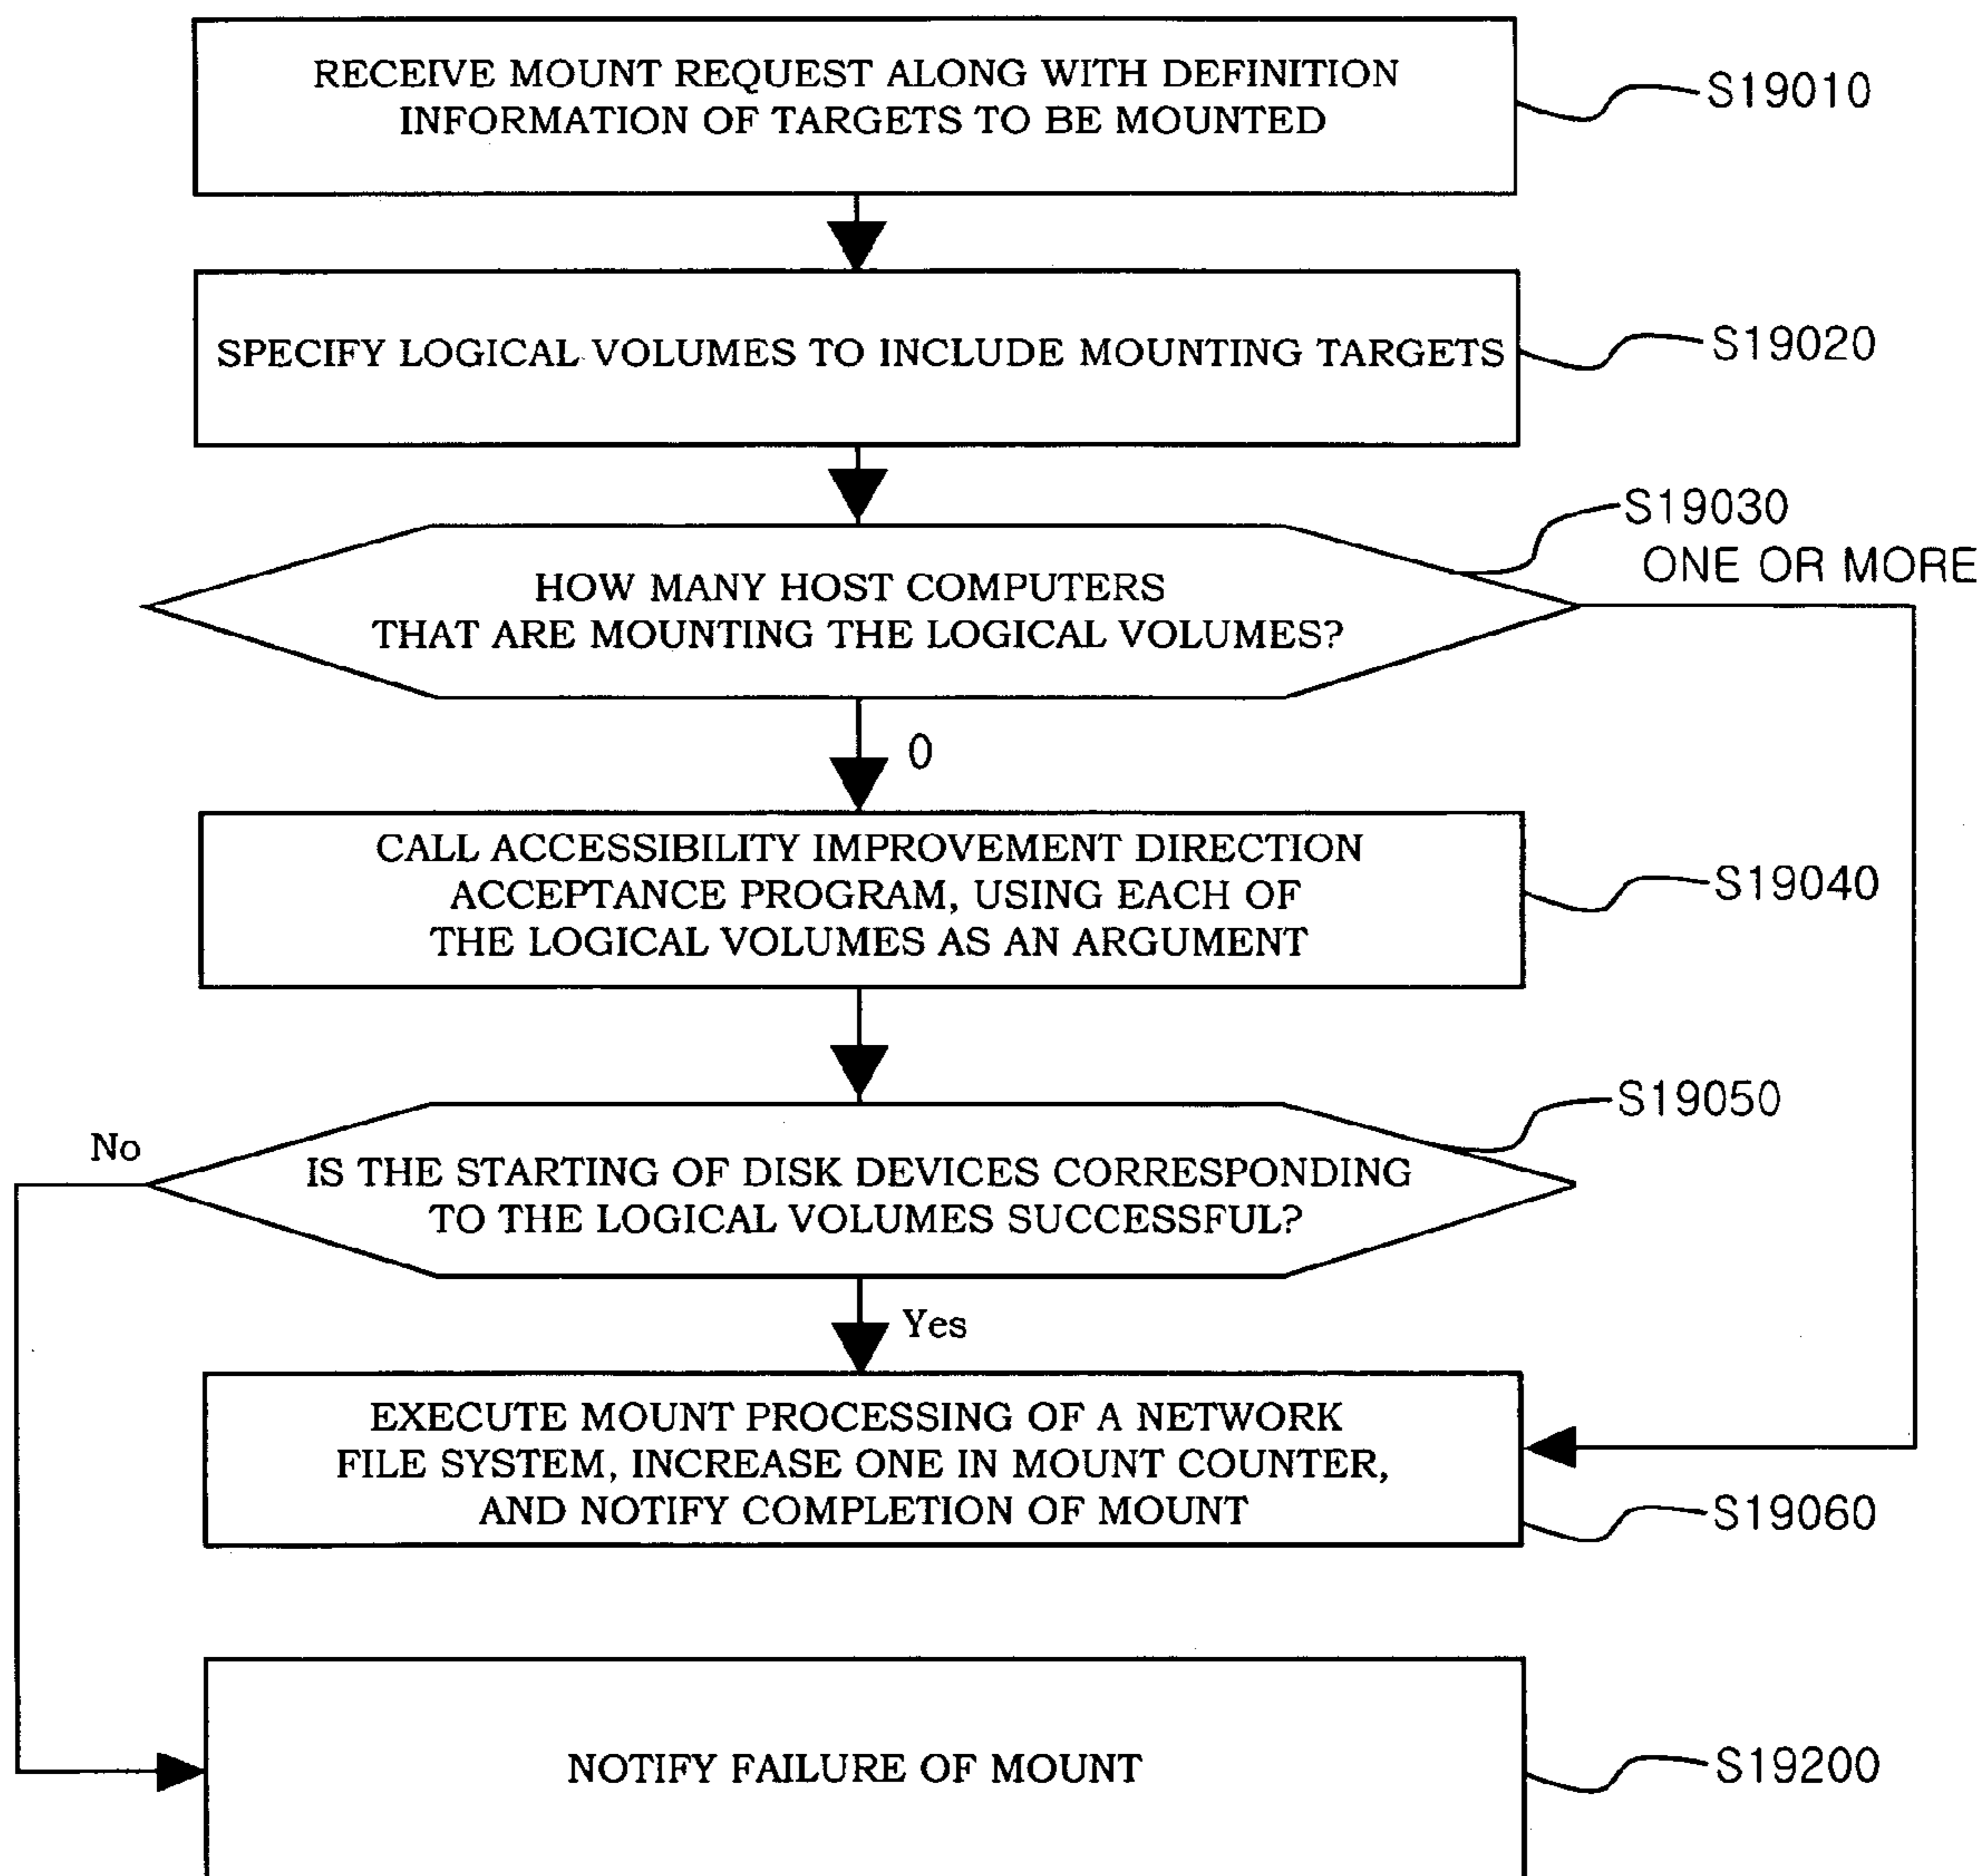 RECEIVE MOUNT REQUEST ALONG WITH DEFINITION
INFORMATION OF TARGETS TO BE MOUNTED
S19010
SPECIFY LOGICAL VOLUMES TO INCLUDE MOUNTING TARGETS
S19020
S19030
ONE OR MORE
HOW MANY HOST COMPUTERS
THAT ARE MOUNTING THE LOGICAL VOLUMES?
0
CALL ACCESSIBILITY IMPROVEMENT DIRECTION
ACCEPTANCE PROGRAM, USING EACH OF
THE LOGICAL VOLUMES AS AN ARGUMENT
S19040
S19050
No
IS THE STARTING OF DISK DEVICES CORRESPONDING
TO THE LOGICAL VOLUMES SUCCESSFUL?
Yes
EXECUTE MOUNT PROCESSING OF A NETWORK
FILE SYSTEM, INCREASE ONE IN MOUNT COUNTER,
AND NOTIFY COMPLETION OF MOUNT
S19060
NOTIFY FAILURE OF MOUNT
S19200